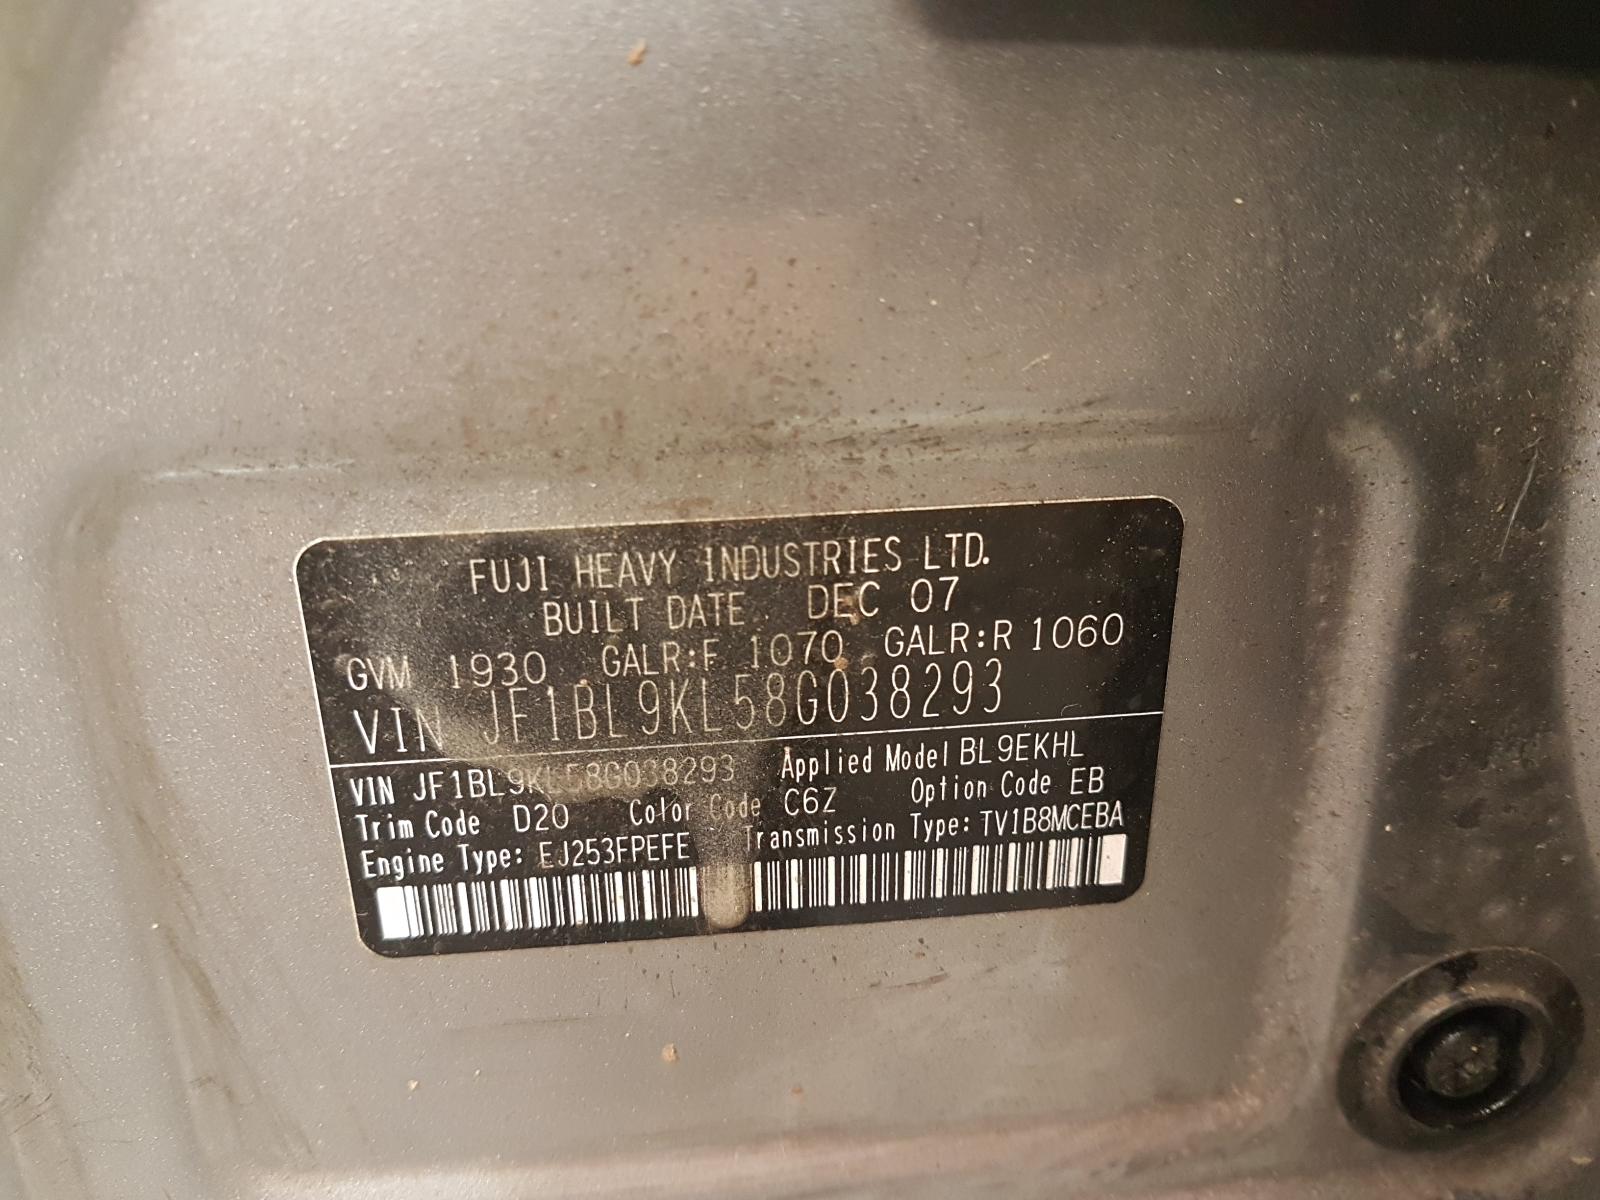 FUJI HEAVY INDUSTRIES LTD.
BUILT DATE DEC 07
GVM 1930 GALR:F 1070 GALR:R 1060
VIN JF1BL9KL58G038293
VIN JF1BL9KL58G038293 Applied Model BL9EKHL
Trim Code D20 Color Code C6Z Option Code EB
Engine Type: EJ253FPEFE Transmission Type: TV1B8MCEBA